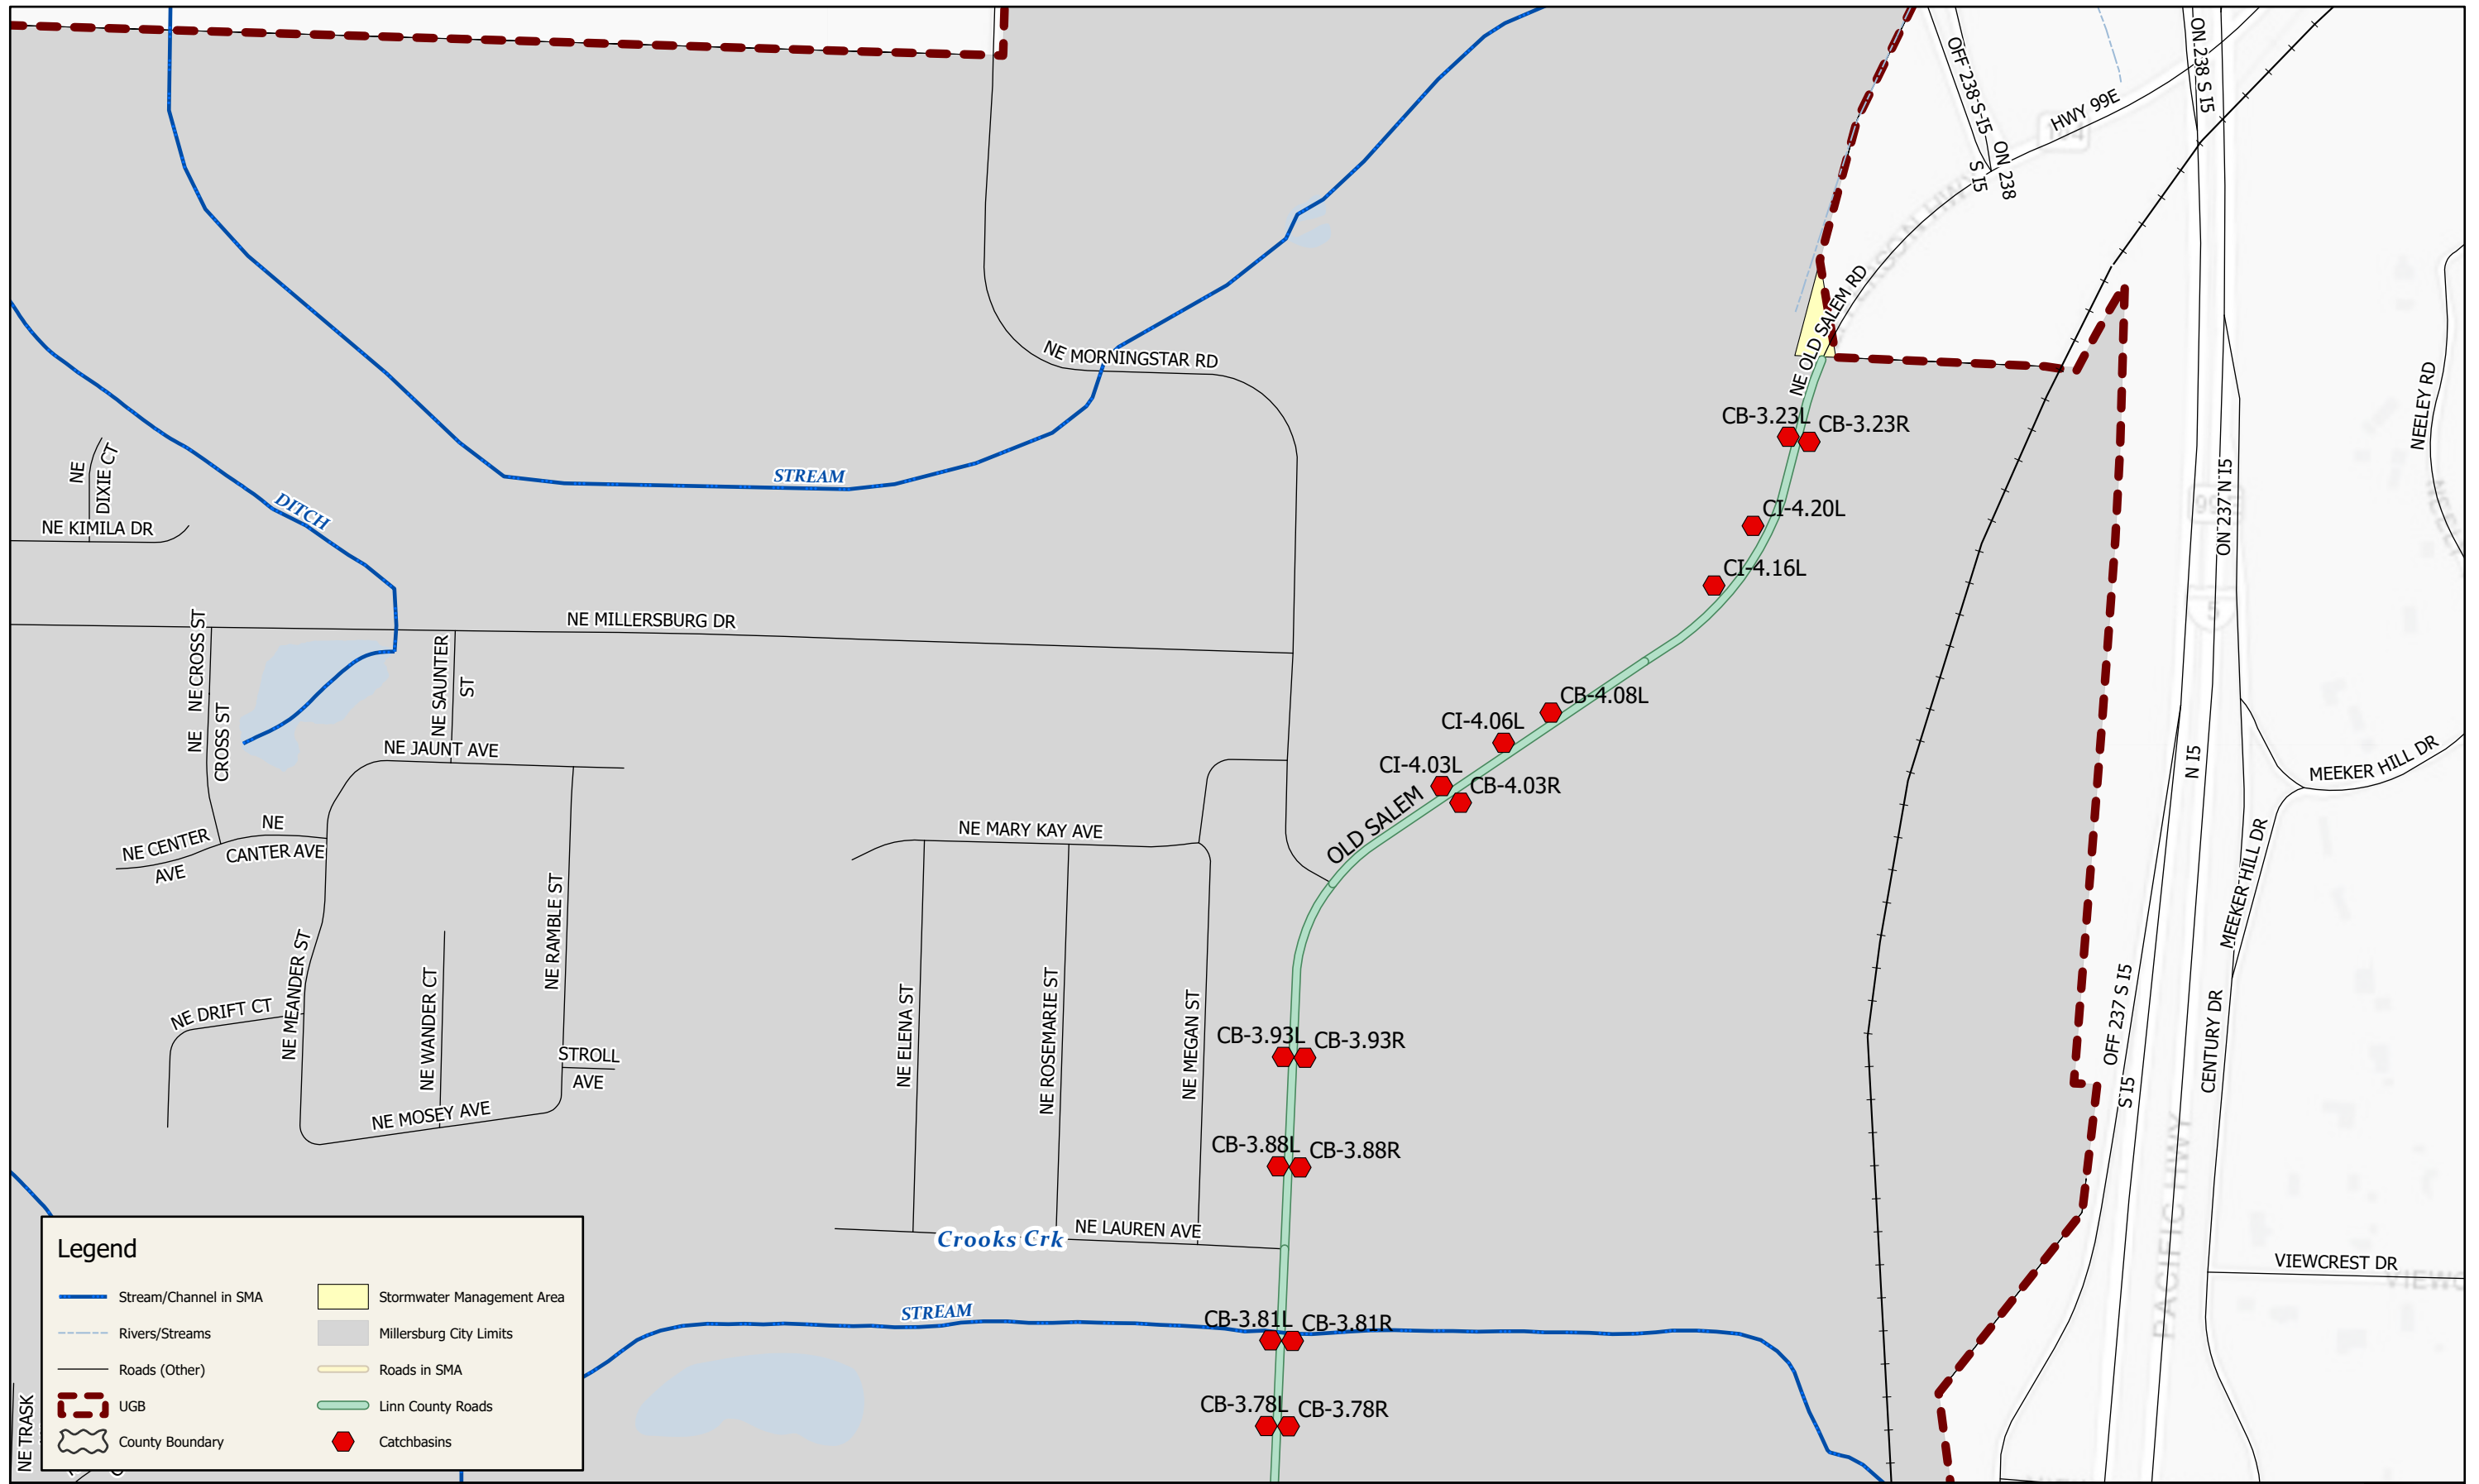 ON 238 S I5
OFF 238 S I5
HWY 99E
ON 238
S I5
NE OLD SALEM RD
NE MORNINGSTAR RD
NEELEY RD
CB-3.23L
CB-3.23R
STREAM
NE
DIXIE CT
DITCH
CI-4.20L
ON 237 N I5
NE KIMILA DR
CI-4.16L
NE MILLERSBURG DR
NE CROSS ST
NE SAUNTER
ST
CB-4.08L
CI-4.06L
NE
CROSS ST
NE JAUNT AVE
CI-4.03L
CB-4.03R
N I5
MEEKER HILL DR
OLD SALEM
NE CENTER
AVE
NE
CANTER AVE
NE MARY KAY AVE
MEEKER HILL DR
NE RAMBLE ST
NE MEANDER ST
NE DRIFT CT
NE WANDER CT
STROLL
AVE
NE ELENA ST
NE ROSEMARIE ST
NE MEGAN ST
CB-3.93L
CB-3.93R
OFF 237 S I5
S I5
CENTURY DR
NE MOSEY AVE
CB-3.88L
CB-3.88R
PACIFIC HWY
Crooks Crk
NE LAUREN AVE
VIEWCREST DR
STREAM
CB-3.81L
CB-3.81R
CB-3.78L
CB-3.78R
NE TRASK
Legend
Stream/Channel in SMA
Rivers/Streams
Roads (Other)
UGB
County Boundary
Stormwater Management Area
Millersburg City Limits
Roads in SMA
Linn County Roads
Catchbasins